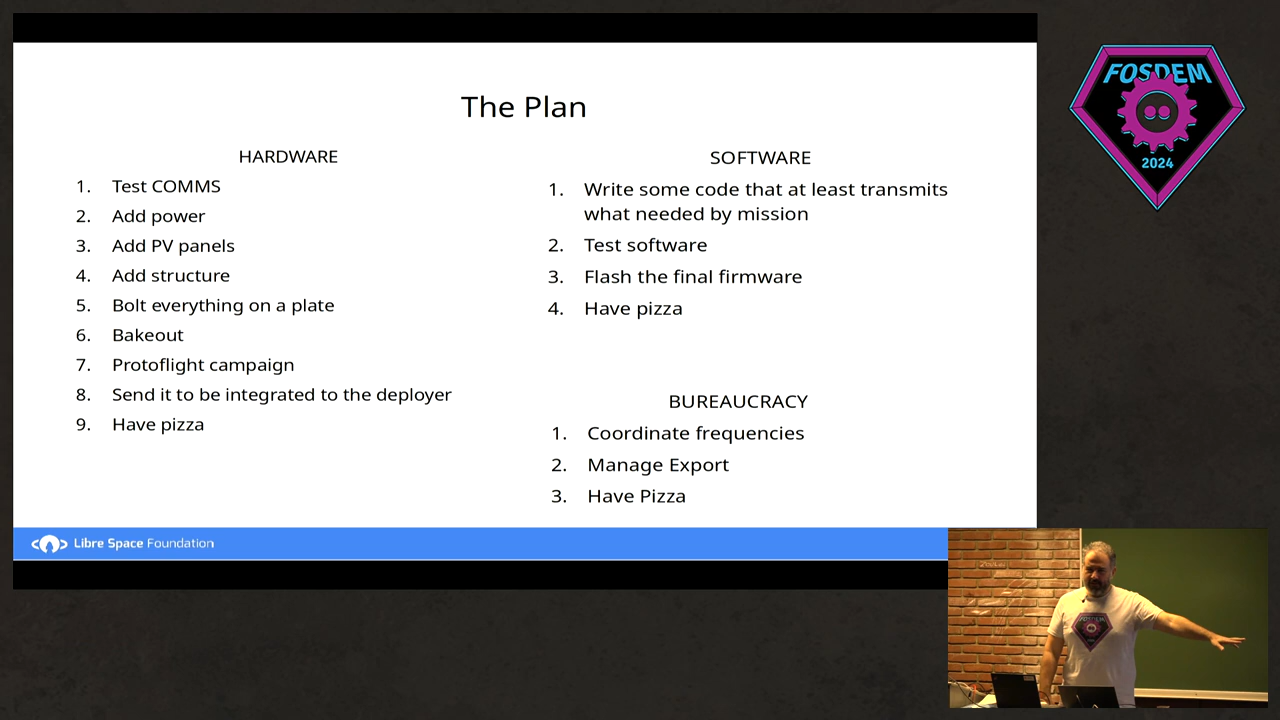 The Plan
HARDWARE
1. Test COMMS
2. Add power
3. Add PV panels
4. Add structure
5. Bolt everything on a plate
6. Bakeout
7. Protoflight campaign
8. Send it to be integrated to the deployer
9. Have pizza
SOFTWARE
1. Write some code that at least transmits
what needed by mission
2. Test software
3. Flash the final firmware
4. Have pizza
BUREAUCRACY
1. Coordinate frequencies
2. Manage Export
3. Have Pizza
Libre Space Foundation
FOSDEM
2024